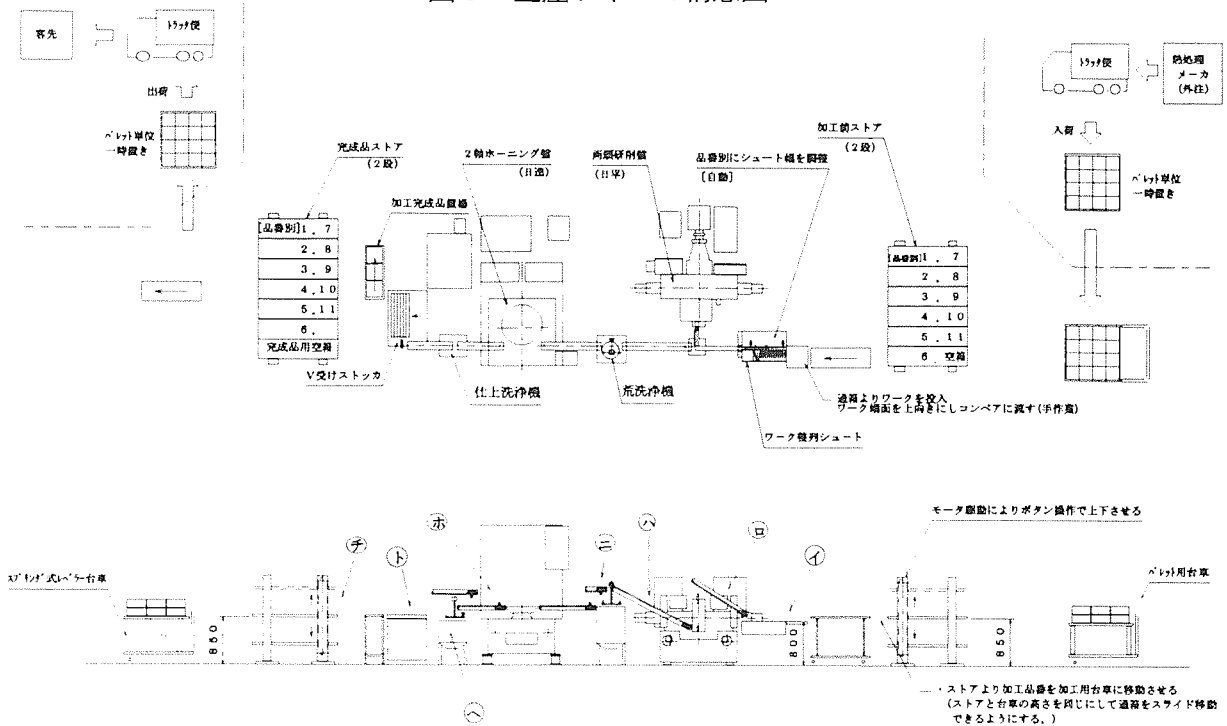 客先
トラック便
出荷
パレット単位
一時置き
完成品ストア
(2段)
2軸ホーニング盤
(日進)
両頭研削盤
(日平)
品番別にシュート幅を調整
[自動]
加工前ストア
(2段)
トラック便
熱処理
メーカ
(外注)
入荷
パレット単位
一時置き
加工完成品置場
[品番別]1. 7
2. 8
3. 9
4. 10
5. 11
6.
完成品用空箱
[品番別]1. 7
2. 8
3. 9
4. 10
5. 11
6 空箱
V受けストッカ
仕上洗浄機
荒洗浄機
通箱よりワークを投入
ワーク端面を上向きにしコンベアに流す(手作業)
ワーク整列シュート
モータ駆動によりボタン操作で上下させる
ホ
ハ
ロ
チ
ト
ニ
イ
パレット用台車
850
800
850
ヘ
・ストアより加工品番を加工用台車に移動させる
(ストアと台車の高さを同じにして通箱をスライド移動
できるようにする。)